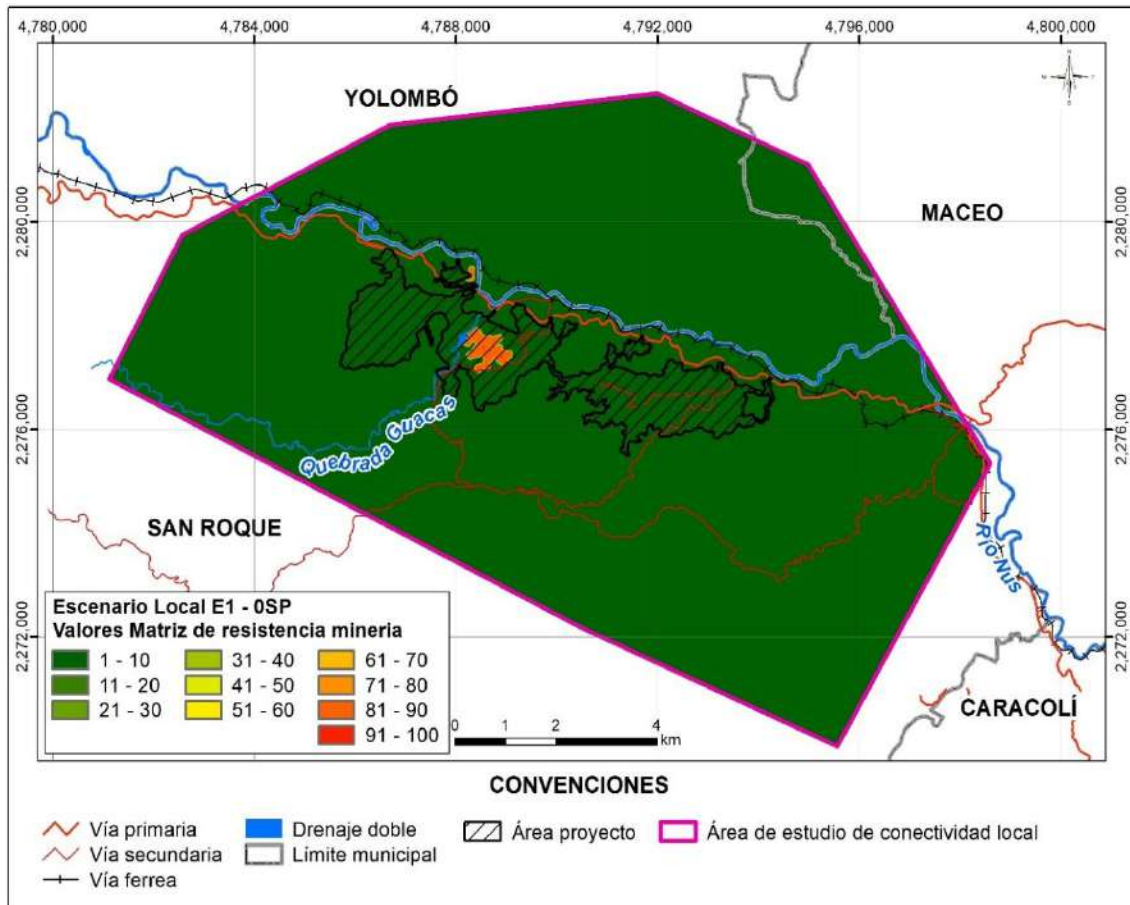 4,780,000 4,784,000 4,788,000 4,792,000 4,796,000 4,800,000
YOLOMBÓ
2,280,000 2,280,000
MACEO
2,276,000 2,276,000
Quebrada Guacas
SAN ROQUE
Río Nus
2,272,000 2,272,000
CARACOLÍ
Escenario Local E1 - 0SP
Valores Matriz de resistencia mineria
1 - 10 31 - 40 61 - 70
11 - 20 41 - 50 71 - 80
21 - 30 51 - 60 81 - 90
91 - 100
0 1 2 4
km
CONVENCIONES
Vía primaria Drenaje doble Área proyecto Área de estudio de conectividad local
Vía secundaria Límite municipal
Vía ferrea